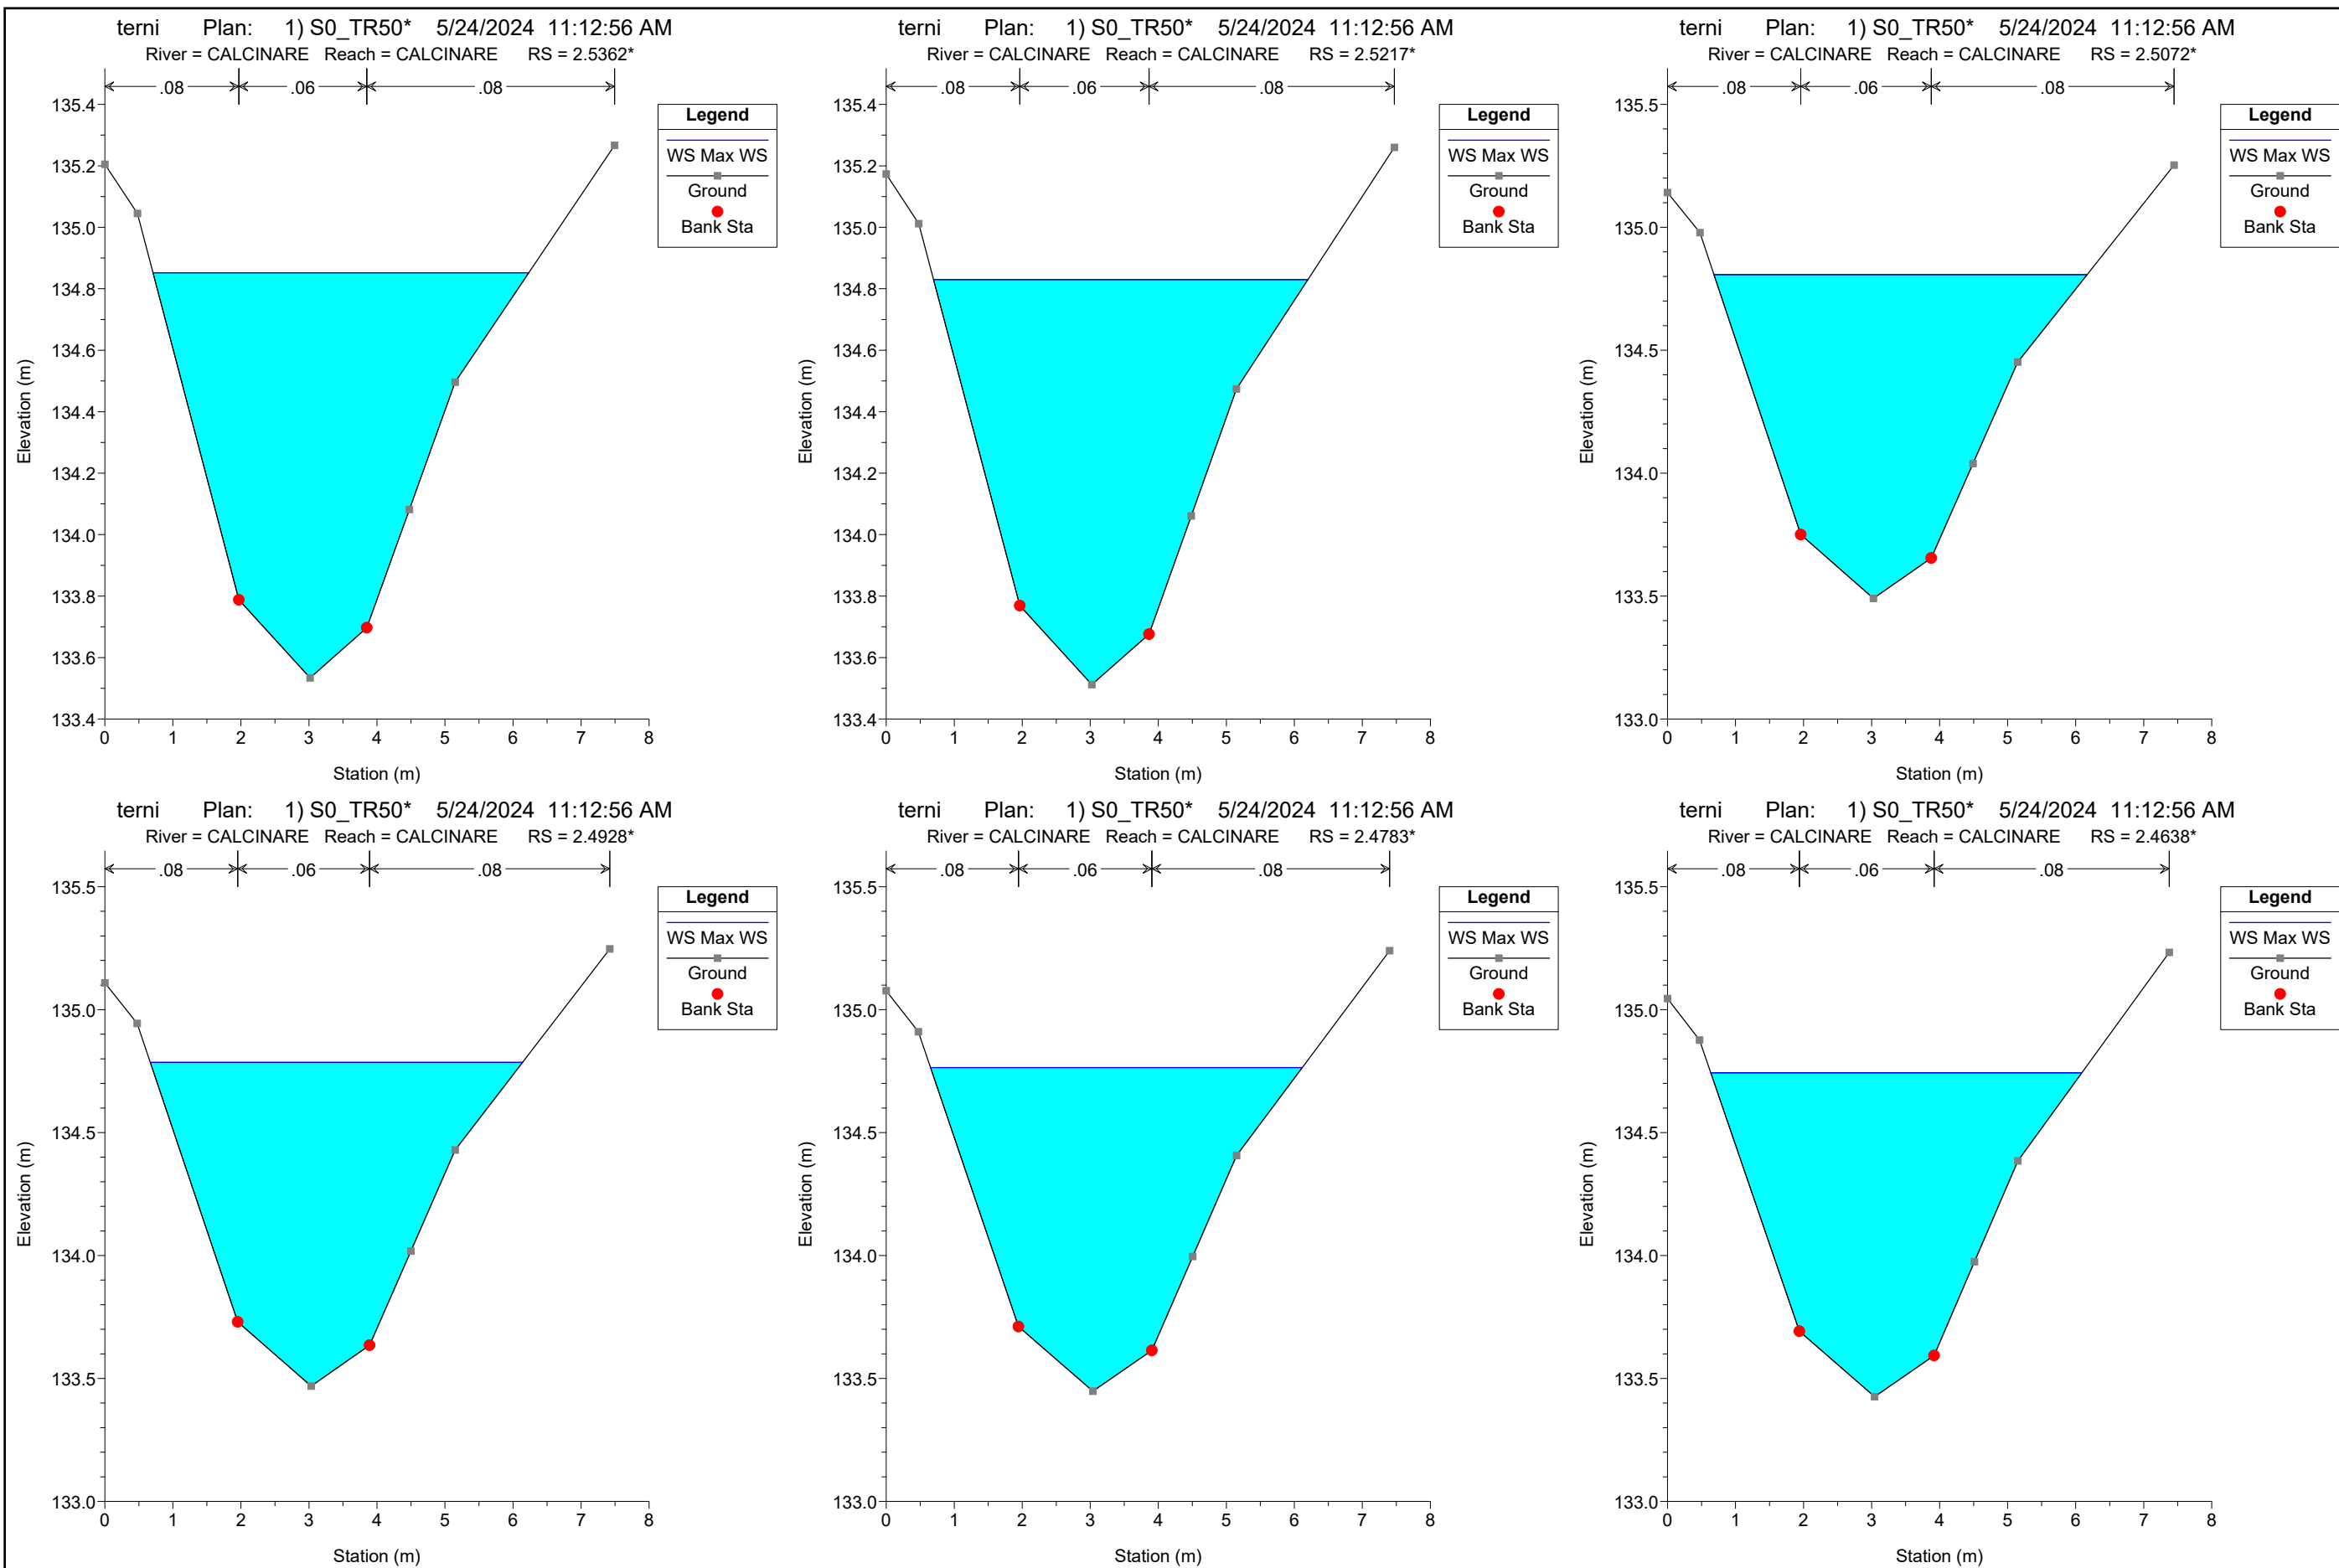 terni Plan: 1) S0_TR50* 5/24/2024 11:12:56 AM
River = CALCINARE Reach = CALCINARE RS = 2.5362*
.08 .06 .08
Legend
WS Max WS
Ground
Bank Sta
135.4
135.2
135.0
134.8
134.6
134.4
134.2
134.0
133.8
133.6
133.4
Elevation (m)
0 1 2 3 4 5 6 7 8
Station (m)
terni Plan: 1) S0_TR50* 5/24/2024 11:12:56 AM
River = CALCINARE Reach = CALCINARE RS = 2.5217*
.08 .06 .08
Legend
WS Max WS
Ground
Bank Sta
135.4
135.2
135.0
134.8
134.6
134.4
134.2
134.0
133.8
133.6
133.4
Elevation (m)
0 1 2 3 4 5 6 7 8
Station (m)
terni Plan: 1) S0_TR50* 5/24/2024 11:12:56 AM
River = CALCINARE Reach = CALCINARE RS = 2.5072*
.08 .06 .08
Legend
WS Max WS
Ground
Bank Sta
135.5
135.0
134.5
134.0
133.5
133.0
Elevation (m)
0 1 2 3 4 5 6 7 8
Station (m)
terni Plan: 1) S0_TR50* 5/24/2024 11:12:56 AM
River = CALCINARE Reach = CALCINARE RS = 2.4928*
.08 .06 .08
Legend
WS Max WS
Ground
Bank Sta
135.5
135.0
134.5
134.0
133.5
133.0
Elevation (m)
0 1 2 3 4 5 6 7 8
Station (m)
terni Plan: 1) S0_TR50* 5/24/2024 11:12:56 AM
River = CALCINARE Reach = CALCINARE RS = 2.4783*
.08 .06 .08
Legend
WS Max WS
Ground
Bank Sta
135.5
135.0
134.5
134.0
133.5
133.0
Elevation (m)
0 1 2 3 4 5 6 7 8
Station (m)
terni Plan: 1) S0_TR50* 5/24/2024 11:12:56 AM
River = CALCINARE Reach = CALCINARE RS = 2.4638*
.08 .06 .08
Legend
WS Max WS
Ground
Bank Sta
135.5
135.0
134.5
134.0
133.5
133.0
Elevation (m)
0 1 2 3 4 5 6 7 8
Station (m)